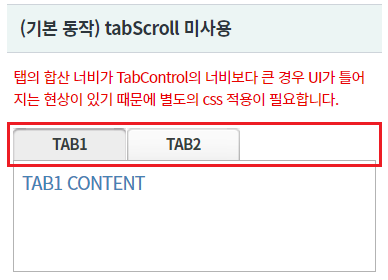 (기본 동작) tabScroll 미사용
탭의 합산 너비가 TabControl의 너비보다 큰 경우 UI가 틀어
지는 현상이 있기 때문에 별도의 css 적용이 필요합니다.
TAB1 TAB2
TAB1 CONTENT